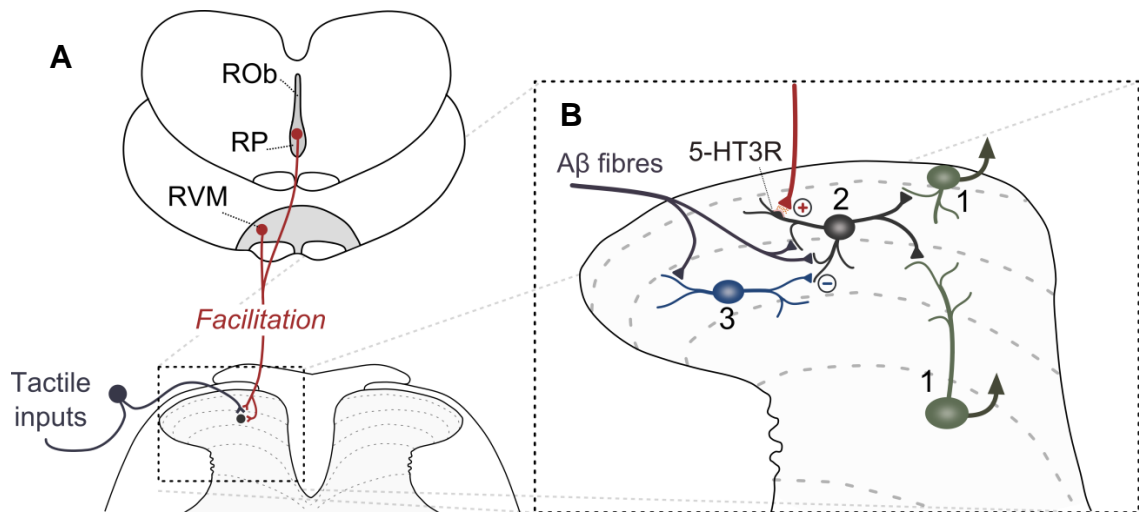 A
ROb
RP
RVM
Facilitation
Tactile
inputs
B
Aβ fibres
5-HT3R
+
2
1
−
3
1